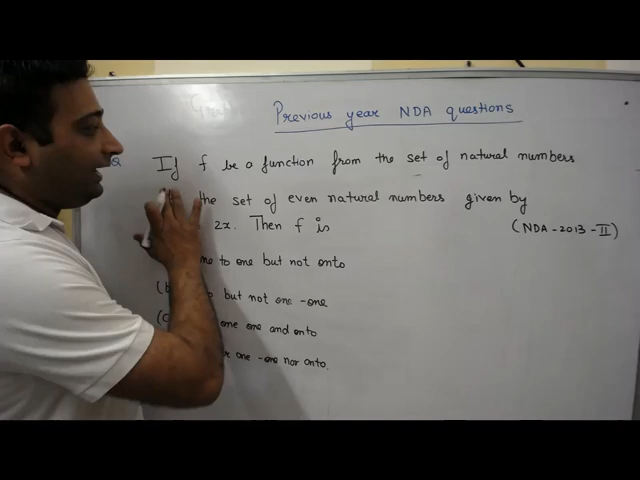 Previous year NDA questions
Q If f be a function from the set of natural numbers
the set of even natural numbers given by
2x. Then f is (NDA - 2013 - II)
one to one but not onto
(b but not one - one
(c one one and onto
one - one nor onto.